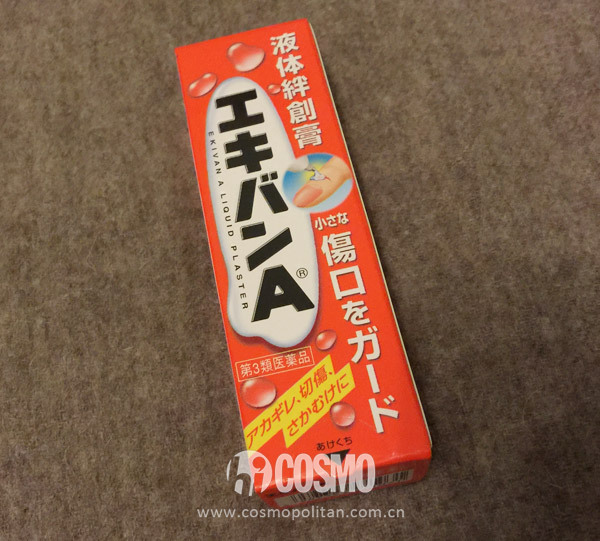 液体絆創膏
エキバンA®
EKIVAN A LIQUID PLASTER
小さな
傷口をガード
第3類医薬品
アカギレ、切傷、
さかむけに
あけくち
COSMO
www.cosmopolitan.com.cn